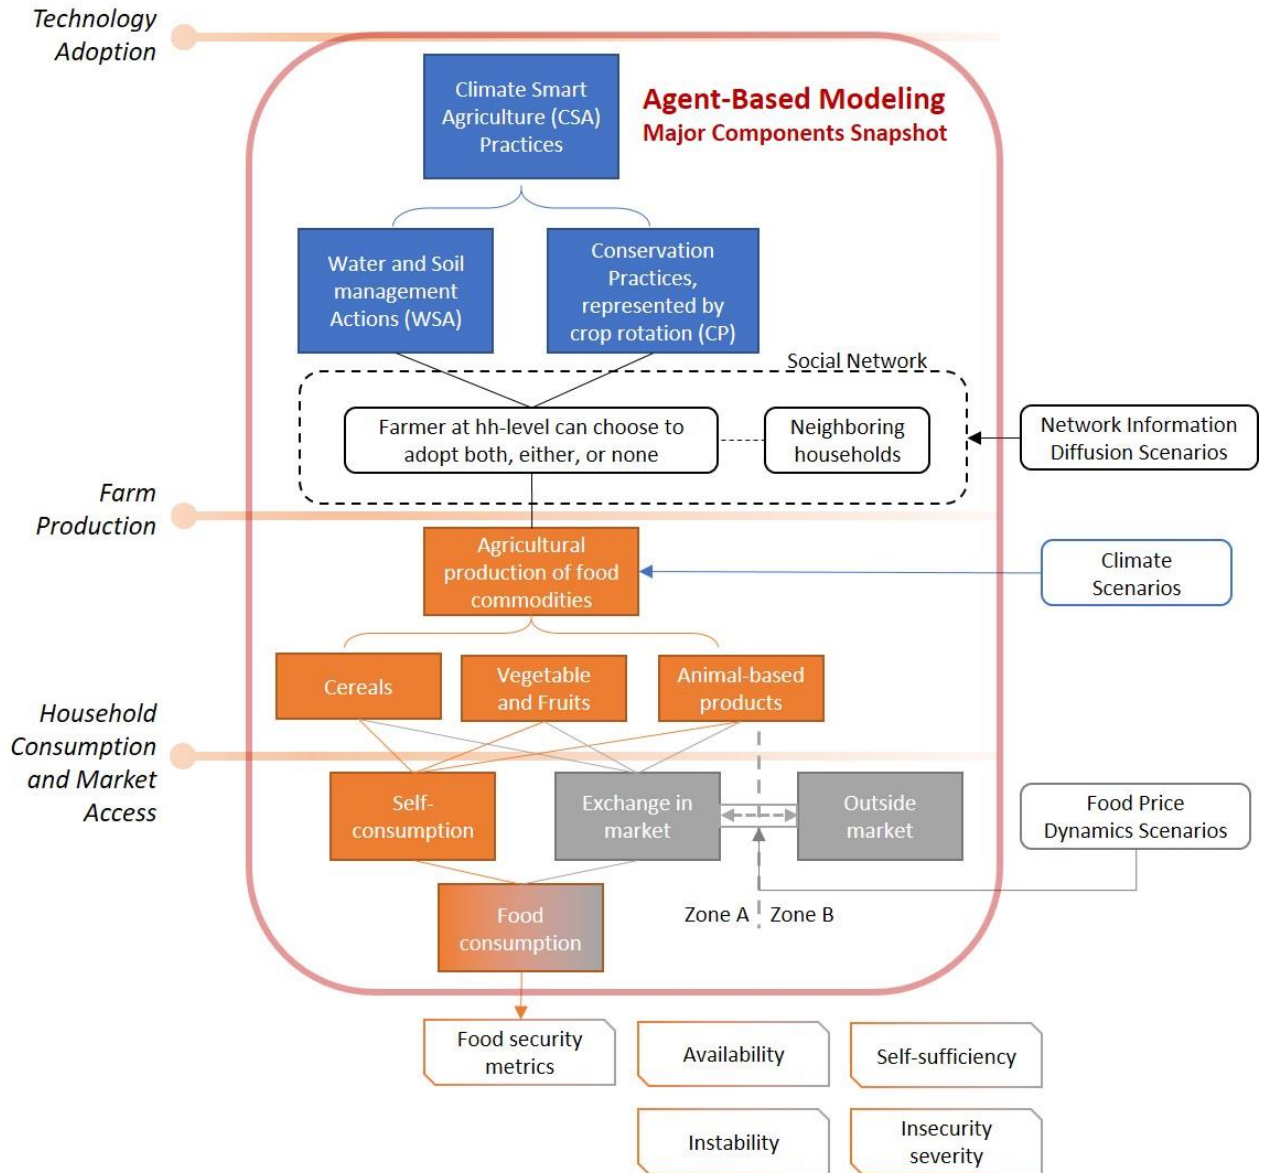 Technology
Adoption
Climate Smart
Agriculture (CSA)
Practices
Agent-Based Modeling
Major Components Snapshot
Water and Soil
management
Actions (WSA)
Conservation
Practices,
represented by
crop rotation (CP)
Social Network
Farmer at hh-level can choose to
adopt both, either, or none
Neighboring
households
Network Information
Diffusion Scenarios
Farm
Production
Agricultural
production of food
commodities
Climate
Scenarios
Cereals
Vegetable
and Fruits
Animal-based
products
Household
Consumption
and Market
Access
Self-
consumption
Exchange in
market
Outside
market
Food Price
Dynamics Scenarios
Zone A
Zone B
Food
consumption
Food security
metrics
Availability
Self-sufficiency
Instability
Insecurity
severity